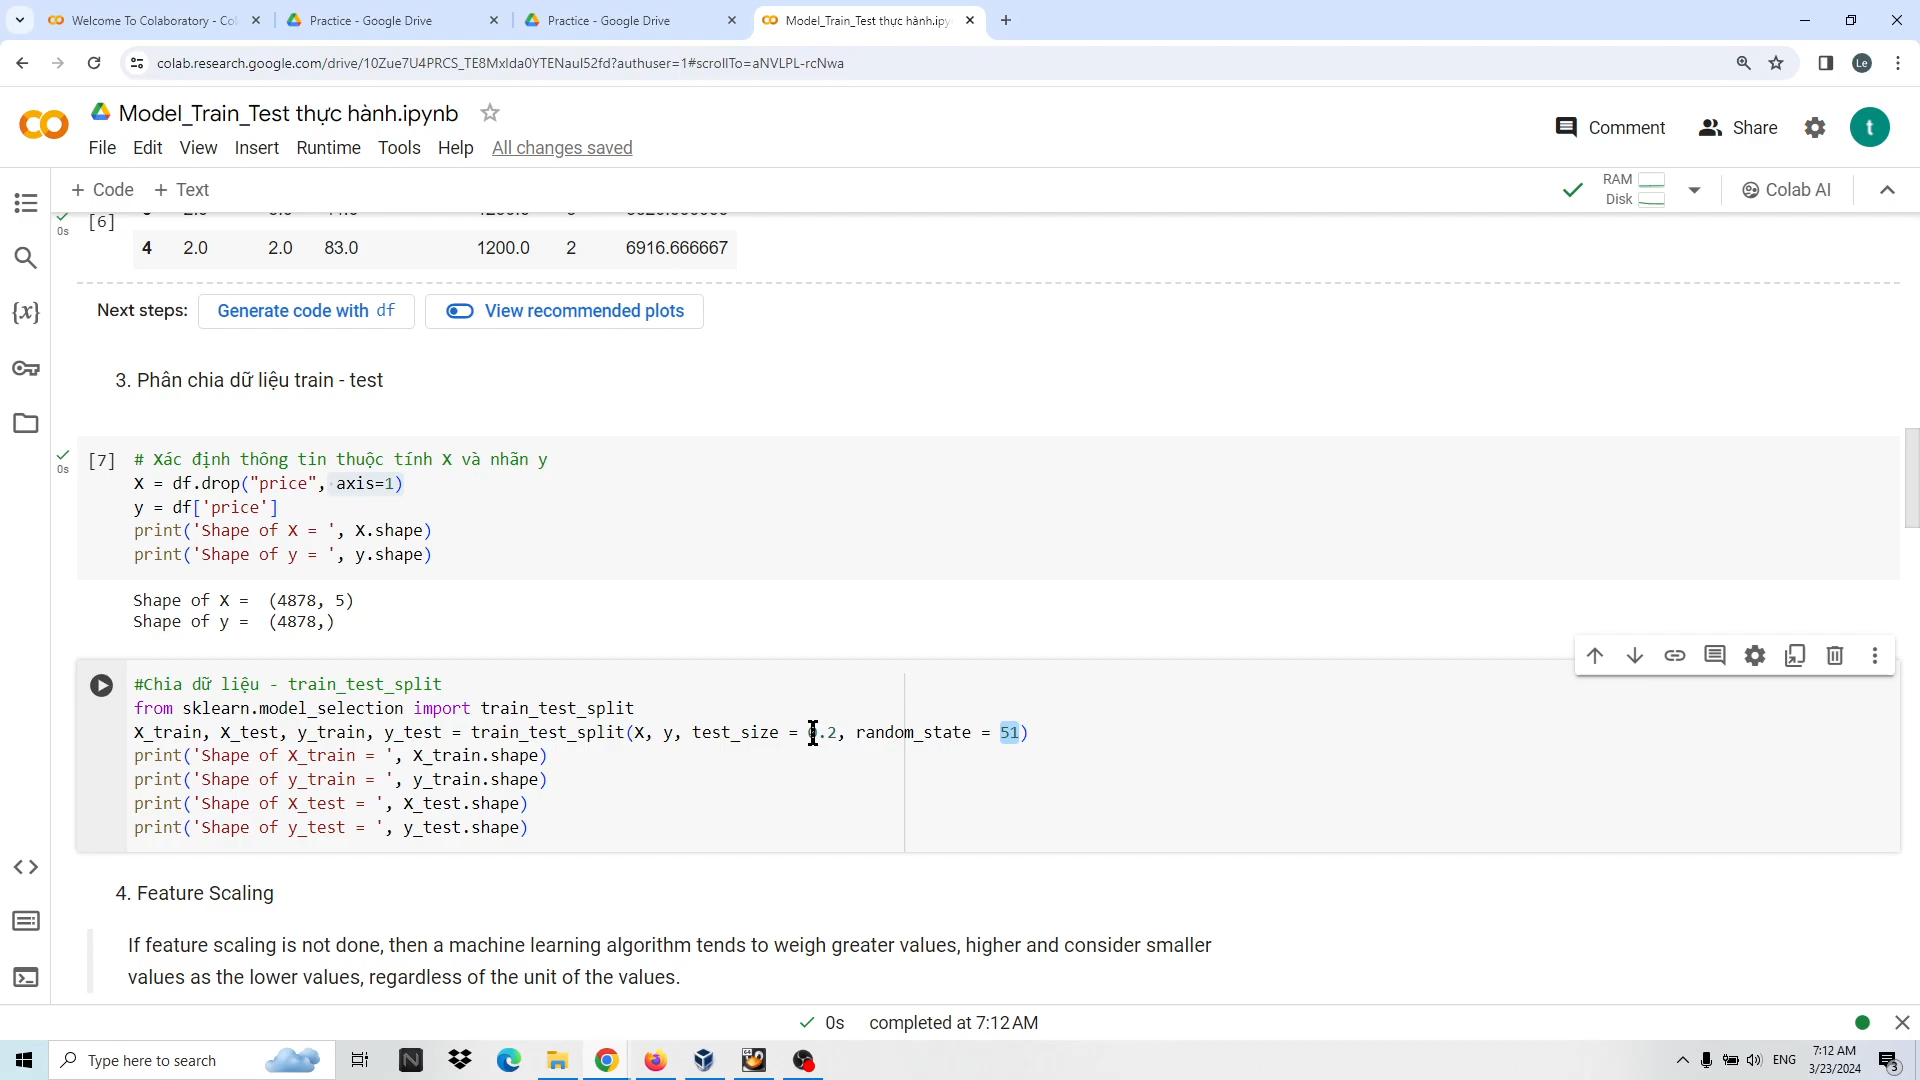 Welcome To Colaboratory - Co
Practice - Google Drive
Practice - Google Drive
Model_Train_Test thực hành.ipy
colab.research.google.com/drive/10Zue7U4PRCS_TE8MxIda0YTENaul52fd?authuser=1#scrollTo=aNVLPL-rcNwa
Le
Model_Train_Test thực hành.ipynb
Comment
Share
t
File Edit View Insert Runtime Tools Help All changes saved
+ Code + Text
RAM
Disk
Colab AI
[6]
0s
4 2.0 2.0 83.0 1200.0 2 6916.666667
Next steps: Generate code with df View recommended plots
3. Phân chia dữ liệu train - test
[7]
0s
# Xác định thông tin thuộc tính X và nhãn y
X = df.drop("price", axis=1)
y = df['price']
print('Shape of X = ', X.shape)
print('Shape of y = ', y.shape)
Shape of X =  (4878, 5)
Shape of y =  (4878,)
#Chia dữ liệu - train_test_split
from sklearn.model_selection import train_test_split
X_train, X_test, y_train, y_test = train_test_split(X, y, test_size = 0.2, random_state = 51)
print('Shape of X_train = ', X_train.shape)
print('Shape of y_train = ', y_train.shape)
print('Shape of X_test = ', X_test.shape)
print('Shape of y_test = ', y_test.shape)
4. Feature Scaling
If feature scaling is not done, then a machine learning algorithm tends to weigh greater values, higher and consider smaller
values as the lower values, regardless of the unit of the values.
0s completed at 7:12 AM
Type here to search
ENG
7:12 AM
3/23/2024
3